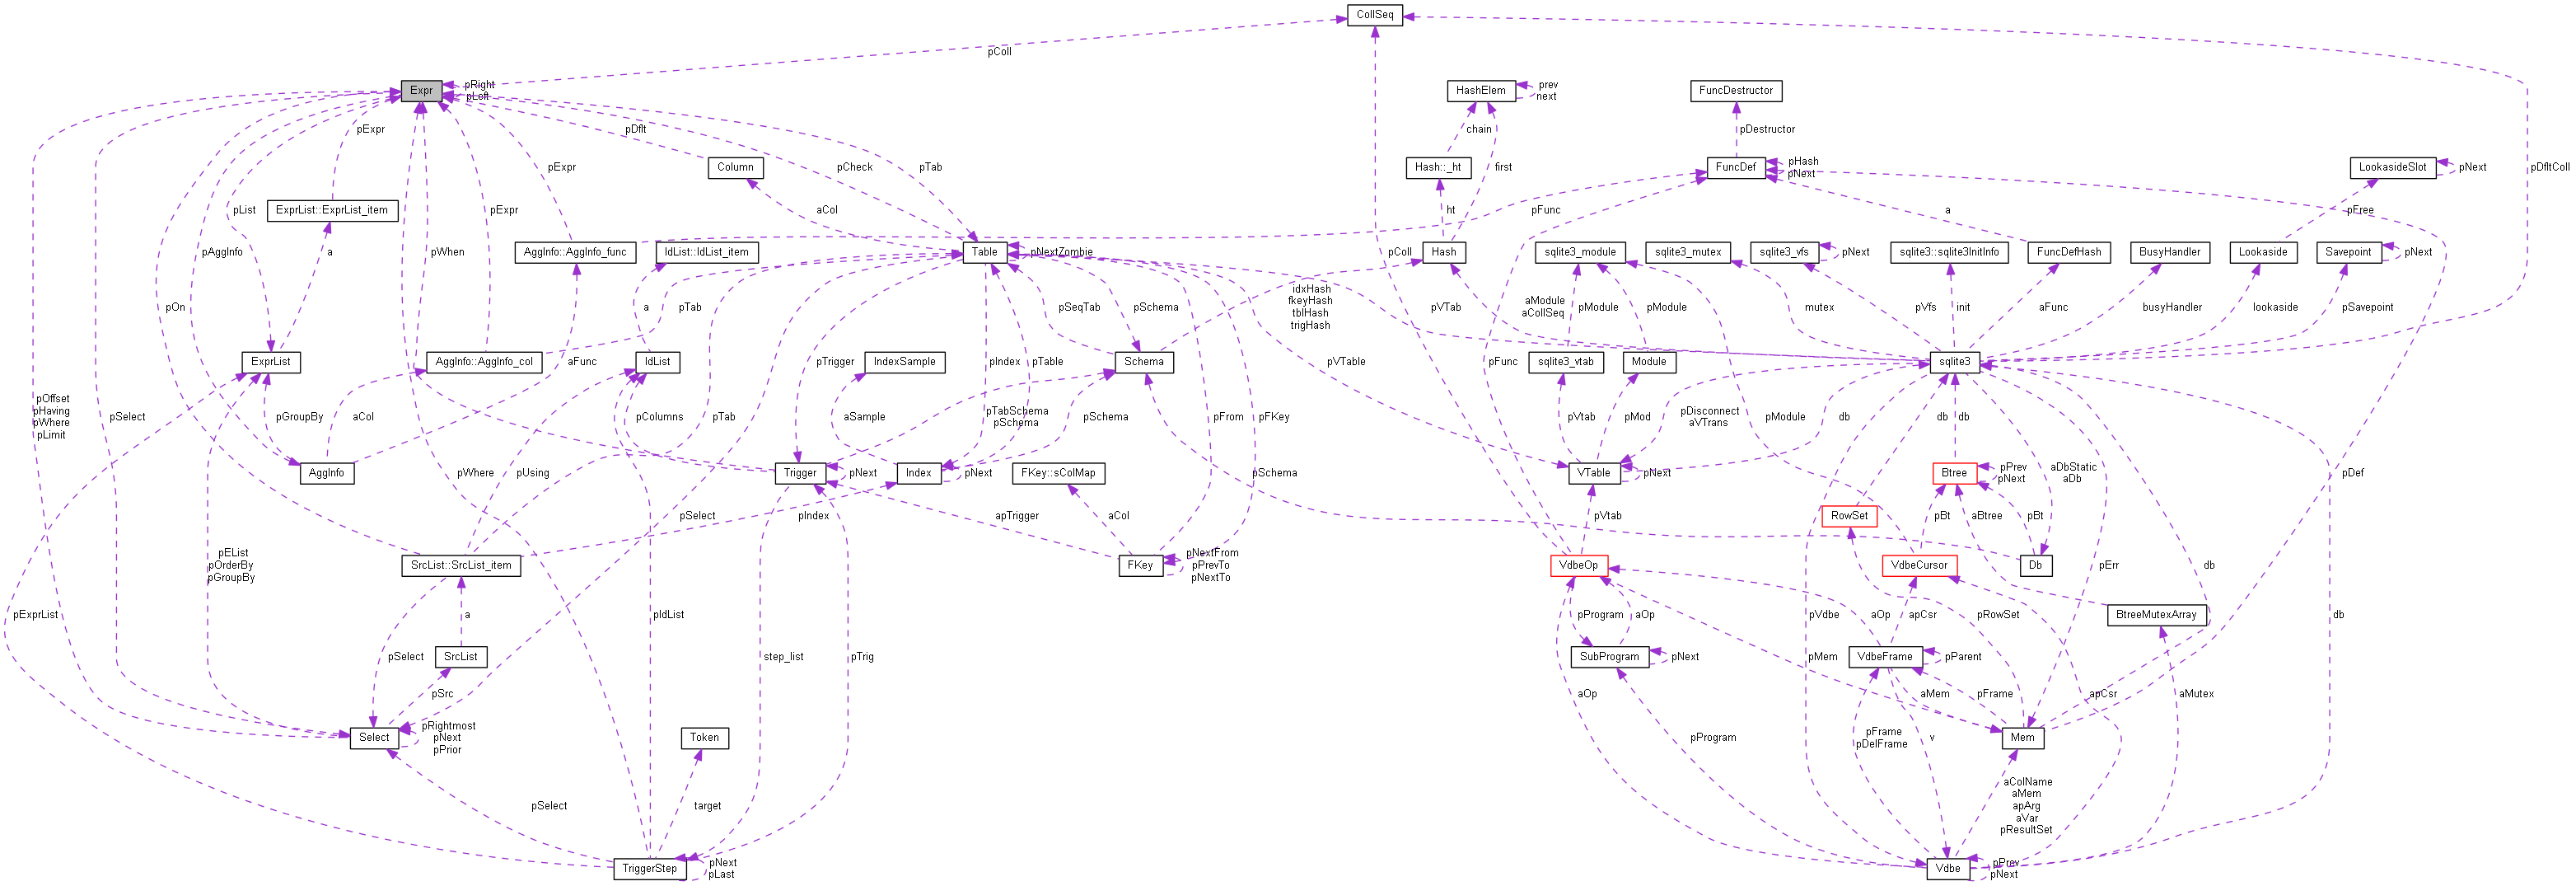 CollSeq
pColl
Expr
pRight
pLeft
HashElem
prev
next
FuncDestructor
pDestructor
chain
pExpr
pDflt
Column
pCheck
pTab
Hash::_ht
first
FuncDef
pHash
pNext
LookasideSlot
pNext
pDfltColl
pList
ExprList::ExprList_item
pExpr
pExpr
aCol
ht
pFunc
a
pFree
pAggInfo
a
pWhen
AggInfo::AggInfo_func
IdList::IdList_item
Table
pNextZombie
pColl
Hash
sqlite3_module
sqlite3_mutex
sqlite3_vfs
pNext
sqlite3::sqlite3InitInfo
FuncDefHash
BusyHandler
Lookaside
Savepoint
pNext
pOn
a
pTab
pSeqTab
pSchema
idxHash
fkeyHash
tblHash
trigHash
pVTab
aModule
aCollSeq
pModule
pModule
mutex
pVfs
init
aFunc
busyHandler
lookaside
pSavepoint
ExprList
AggInfo::AggInfo_col
aFunc
IdList
pTrigger
IndexSample
pIndex
pTable
Schema
pVTable
pFunc
sqlite3_vtab
Module
sqlite3
pOffset
pHaving
pWhere
pLimit
pSelect
pGroupBy
aCol
pColumns
pTab
aSample
pTabSchema
pSchema
pSchema
pFrom
pFKey
pVtab
pMod
pDisconnect
aVTrans
pModule
db
db
db
aDbStatic
aDb
pDef
AggInfo
pWhere
pUsing
Trigger
pNext
Index
pNext
FKey::sColMap
pSchema
VTable
pNext
Btree
pPrev
pNext
pSelect
pIndex
apTrigger
aCol
pVtab
RowSet
pBt
aBtree
pBt
pEList
pOrderBy
pGroupBy
SrcList::SrcList_item
FKey
pNextFrom
pPrevTo
pNextTo
VdbeOp
VdbeCursor
Db
pErr
db
pExprList
a
pIdList
pProgram
aOp
pVdbe
aOp
apCsr
pRowSet
BtreeMutexArray
db
pSelect
SrcList
step_list
pTrig
SubProgram
pNext
pMem
VdbeFrame
pParent
pSrc
aOp
aMem
pFrame
apCsr
aMutex
Select
pRightmost
pNext
pPrior
Token
pProgram
pFrame
pDelFrame
v
Mem
pSelect
target
aColName
aMem
apArg
aVar
pResultSet
TriggerStep
pNext
pLast
Vdbe
pPrev
pNext